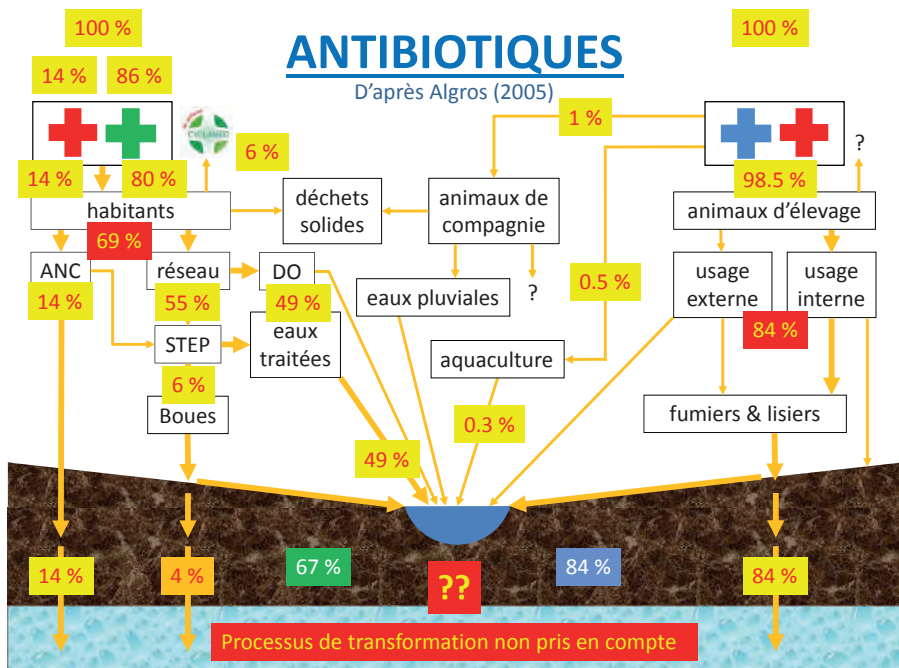 100 %
100 %
ANTIBIOTIQUES
D'après Algros (2005)
14 %
86 %
1 %
?
CYCLAMED
6 %
14 %
80 %
98.5 %
habitants
déchets
solides
animaux de
compagnie
animaux d'élevage
69 %
ANC
réseau
DO
14 %
55 %
49 %
eaux pluviales
?
0.5 %
usage
externe
usage
interne
84 %
STEP
eaux
traitées
aquaculture
6 %
Boues
0.3 %
fumiers & lisiers
49 %
14 %
4 %
67 %
??
84 %
84 %
Processus de transformation non pris en compte